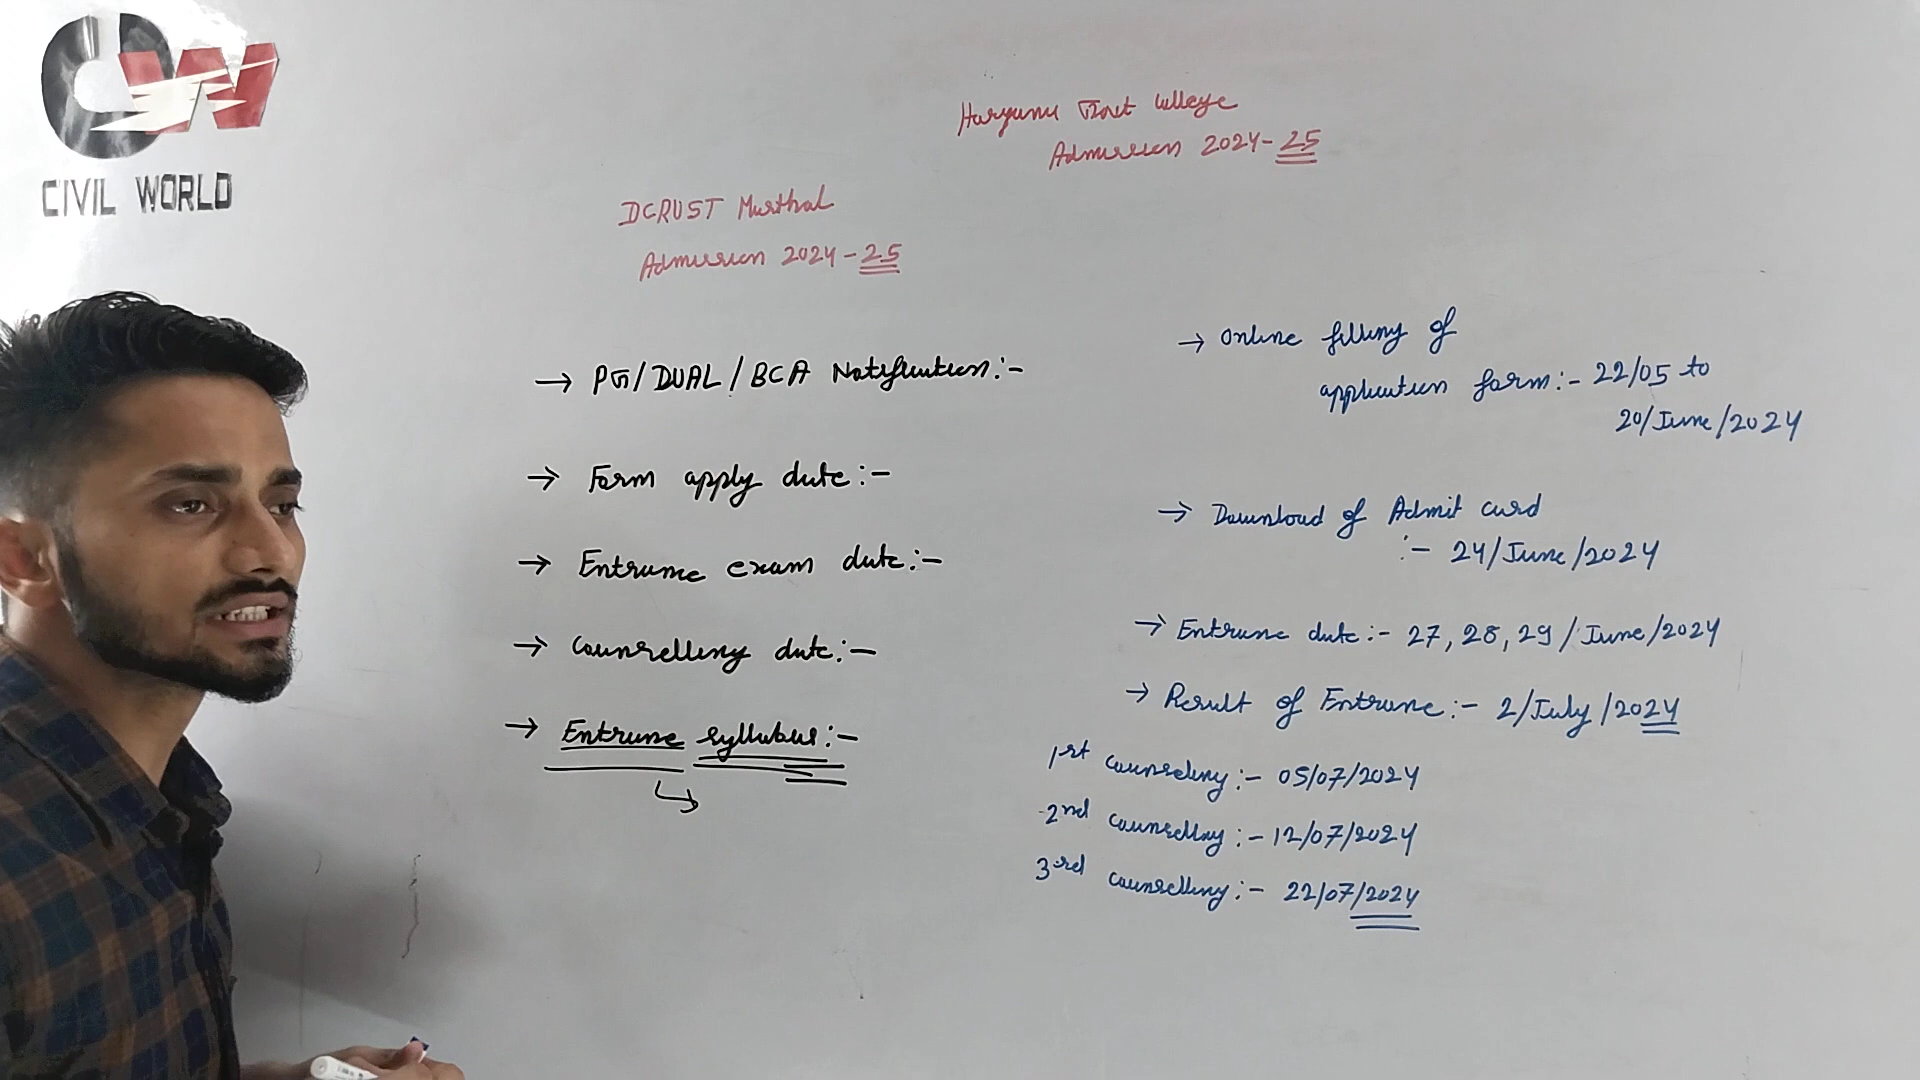 CW
CIVIL WORLD
Haryana Govt College
Admission 2024-25
DCRUST Murthal
Admission 2024-25
→ PG/DUAL/BCA Notification:-
→ Form apply date:-
→ Entrance exam date:-
→ Counselling date:-
→ Entrance syllabus:-
→ Online filling of
application form:- 22/05 to
20/June/2024
→ Download of Admit card
:- 24/June/2024
→ Entrance date:- 27, 28, 29/June/2024
→ Result of Entrance:- 2/July/2024
1st Counseling:- 05/07/2024
2nd Counselling:- 12/07/2024
3rd Counselling:- 22/07/2024